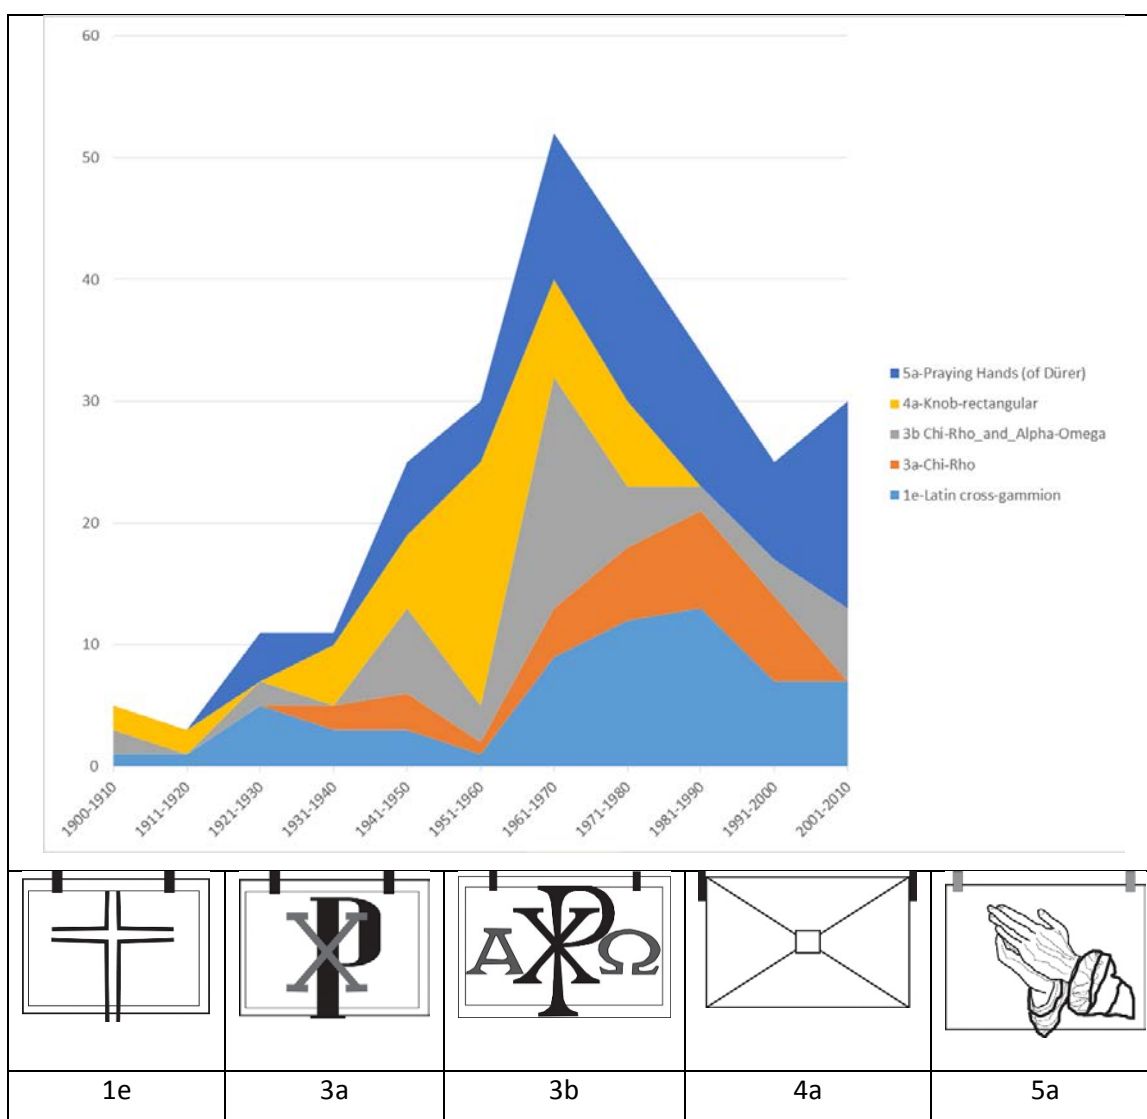 60
50
40
30
20
10
0
1900-1910
1911-1920
1921-1930
1931-1940
1941-1950
1951-1960
1961-1970
1971-1980
1981-1990
1991-2000
2001-2010
5a-Praying Hands (of Dürer)
4a-Knob-rectangular
3b Chi-Rho_and_Alpha-Omega
3a-Chi-Rho
1e-Latin cross-gammion
Α Ω
1e 3a 3b 4a 5a